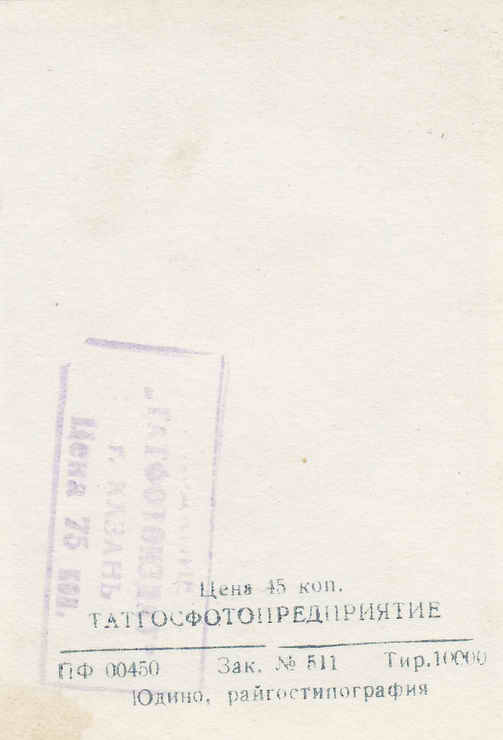 г. КАЗАНЬ
Цена 75 коп.
Цена 45 коп.
ТАТГОСФОТОПРЕДПРИЯТИЕ
ПФ 00450 Зак. № 511 Тир.10000
Юдино, райгостипография